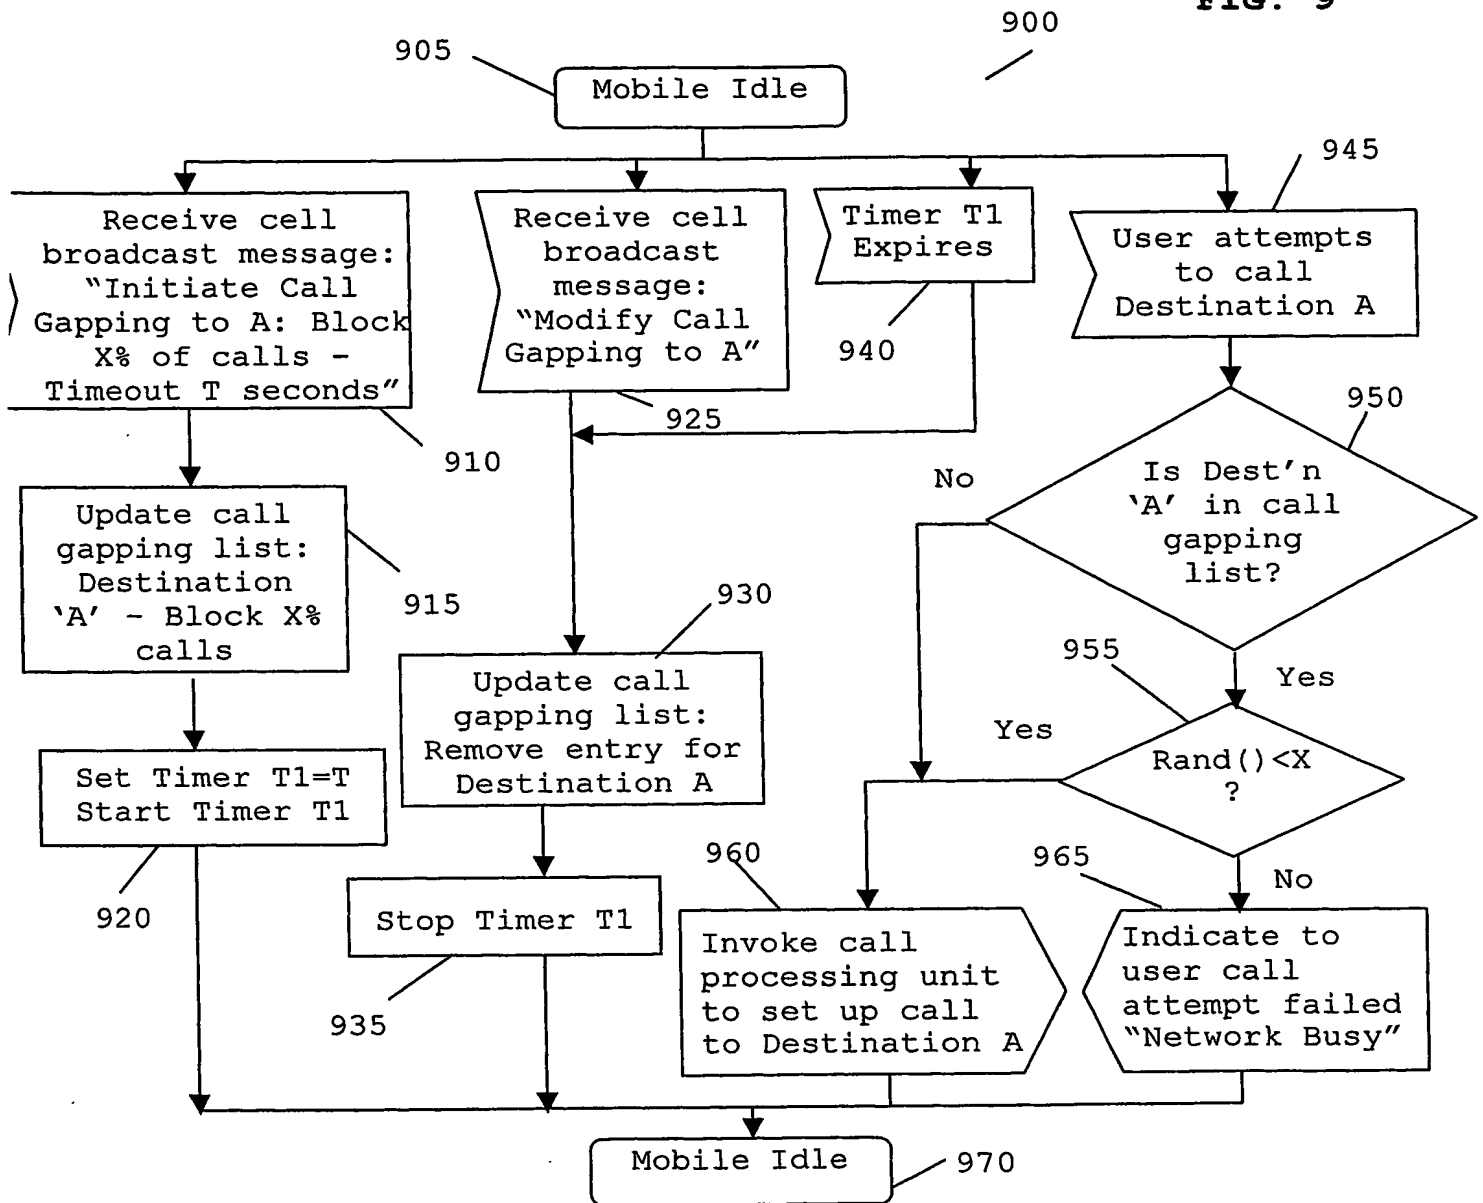 FIG. 9
900
905
Mobile Idle
945
Receive cell
broadcast message:
“Initiate Call
Gapping to A: Block
X% of calls –
Timeout T seconds”
910
Receive cell
broadcast
message:
“Modify Call
Gapping to A”
925
Timer T1
Expires
940
User attempts
to call
Destination A
950
No
Is Dest’n
‘A’ in call
gapping
list?
Yes
Update call
gapping list:
Destination
‘A’ – Block X%
calls
915
930
Update call
gapping list:
Remove entry for
Destination A
955
Yes
Rand()<X
?
No
Set Timer T1=T
Start Timer T1
920
Stop Timer T1
935
960
Invoke call
processing unit
to set up call
to Destination A
965
Indicate to
user call
attempt failed
“Network Busy”
Mobile Idle
970